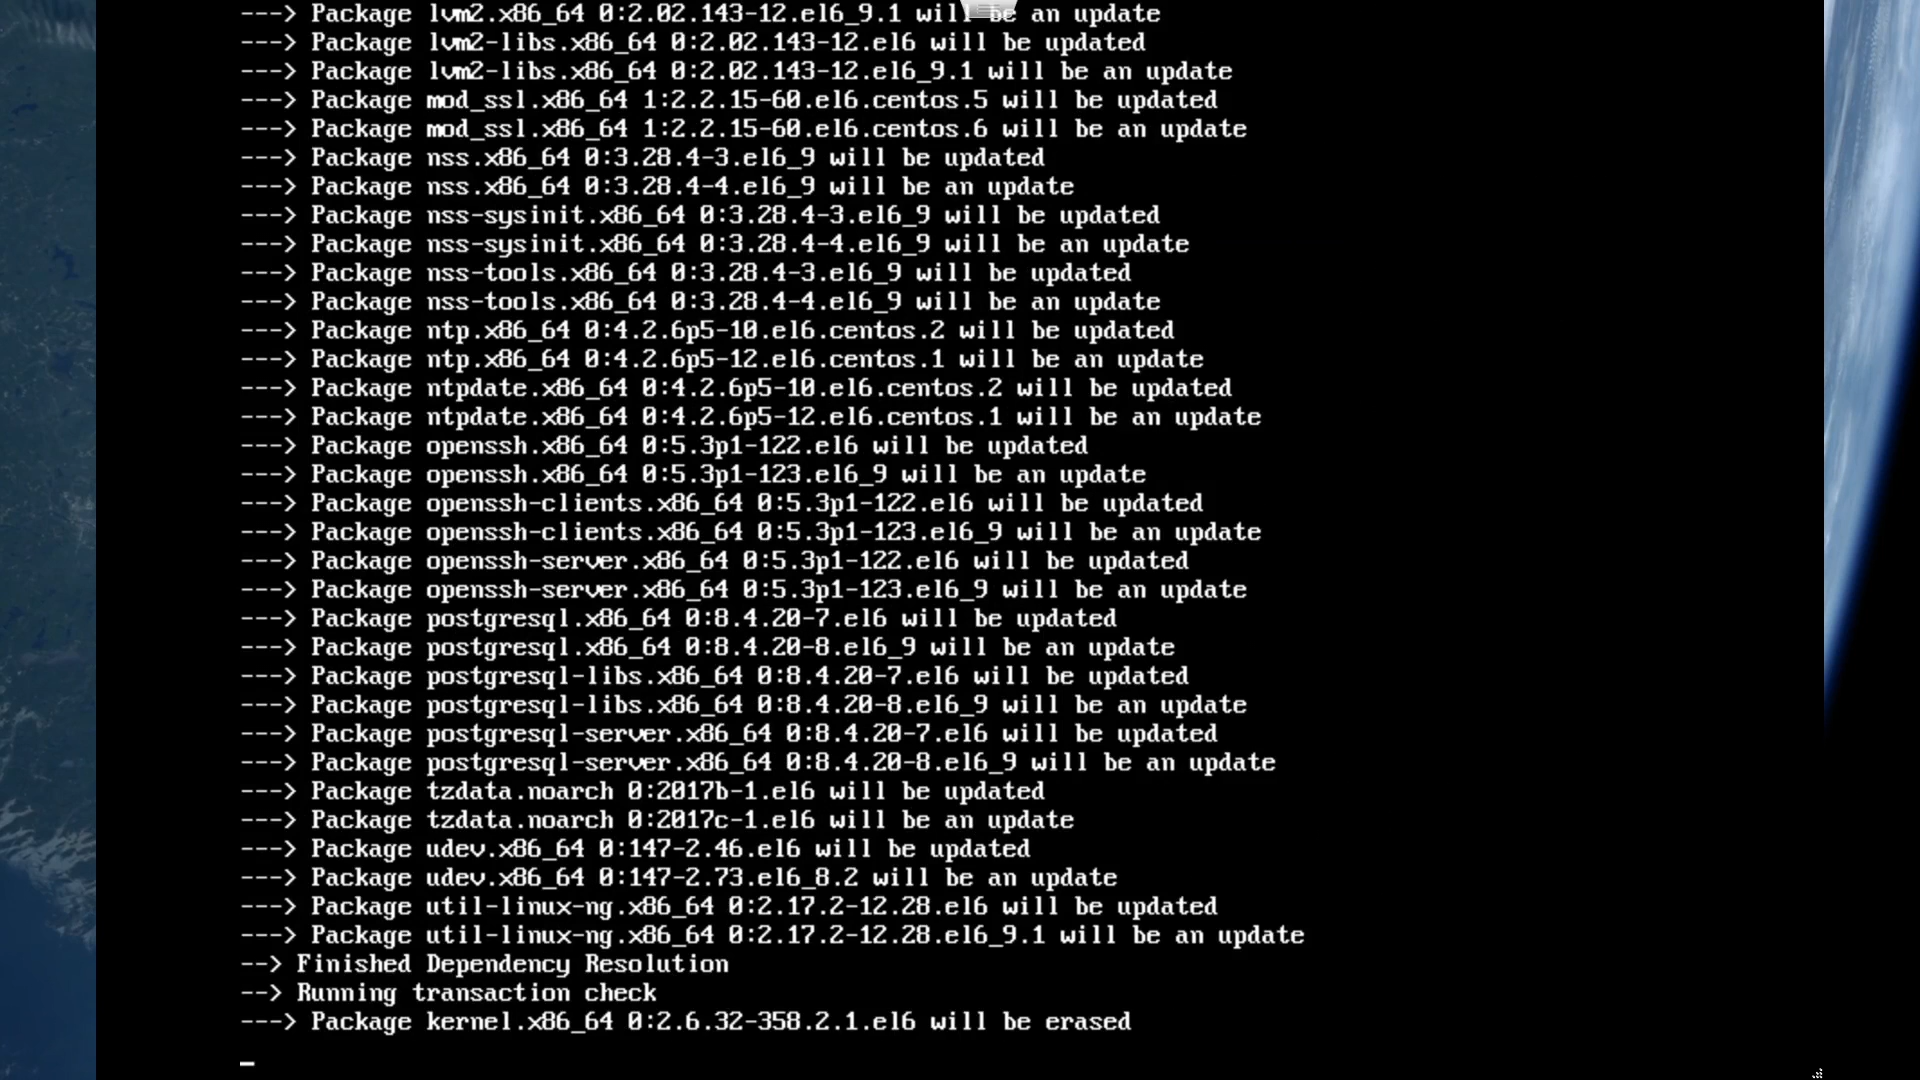 ---> Package lvm2.x86_64 0:2.02.143-12.el6_9.1 will be an update
---> Package lvm2-libs.x86_64 0:2.02.143-12.el6 will be updated
---> Package lvm2-libs.x86_64 0:2.02.143-12.el6_9.1 will be an update
---> Package mod_ssl.x86_64 1:2.2.15-60.el6.centos.5 will be updated
---> Package mod_ssl.x86_64 1:2.2.15-60.el6.centos.6 will be an update
---> Package nss.x86_64 0:3.28.4-3.el6_9 will be updated
---> Package nss.x86_64 0:3.28.4-4.el6_9 will be an update
---> Package nss-sysinit.x86_64 0:3.28.4-3.el6_9 will be updated
---> Package nss-sysinit.x86_64 0:3.28.4-4.el6_9 will be an update
---> Package nss-tools.x86_64 0:3.28.4-3.el6_9 will be updated
---> Package nss-tools.x86_64 0:3.28.4-4.el6_9 will be an update
---> Package ntp.x86_64 0:4.2.6p5-10.el6.centos.2 will be updated
---> Package ntp.x86_64 0:4.2.6p5-12.el6.centos.1 will be an update
---> Package ntpdate.x86_64 0:4.2.6p5-10.el6.centos.2 will be updated
---> Package ntpdate.x86_64 0:4.2.6p5-12.el6.centos.1 will be an update
---> Package openssh.x86_64 0:5.3p1-122.el6 will be updated
---> Package openssh.x86_64 0:5.3p1-123.el6_9 will be an update
---> Package openssh-clients.x86_64 0:5.3p1-122.el6 will be updated
---> Package openssh-clients.x86_64 0:5.3p1-123.el6_9 will be an update
---> Package openssh-server.x86_64 0:5.3p1-122.el6 will be updated
---> Package openssh-server.x86_64 0:5.3p1-123.el6_9 will be an update
---> Package postgresql.x86_64 0:8.4.20-7.el6 will be updated
---> Package postgresql.x86_64 0:8.4.20-8.el6_9 will be an update
---> Package postgresql-libs.x86_64 0:8.4.20-7.el6 will be updated
---> Package postgresql-libs.x86_64 0:8.4.20-8.el6_9 will be an update
---> Package postgresql-server.x86_64 0:8.4.20-7.el6 will be updated
---> Package postgresql-server.x86_64 0:8.4.20-8.el6_9 will be an update
---> Package tzdata.noarch 0:2017b-1.el6 will be updated
---> Package tzdata.noarch 0:2017c-1.el6 will be an update
---> Package udev.x86_64 0:147-2.46.el6 will be updated
---> Package udev.x86_64 0:147-2.73.el6_8.2 will be an update
---> Package util-linux-ng.x86_64 0:2.17.2-12.28.el6 will be updated
---> Package util-linux-ng.x86_64 0:2.17.2-12.28.el6_9.1 will be an update
--> Finished Dependency Resolution
--> Running transaction check
---> Package kernel.x86_64 0:2.6.32-358.2.1.el6 will be erased